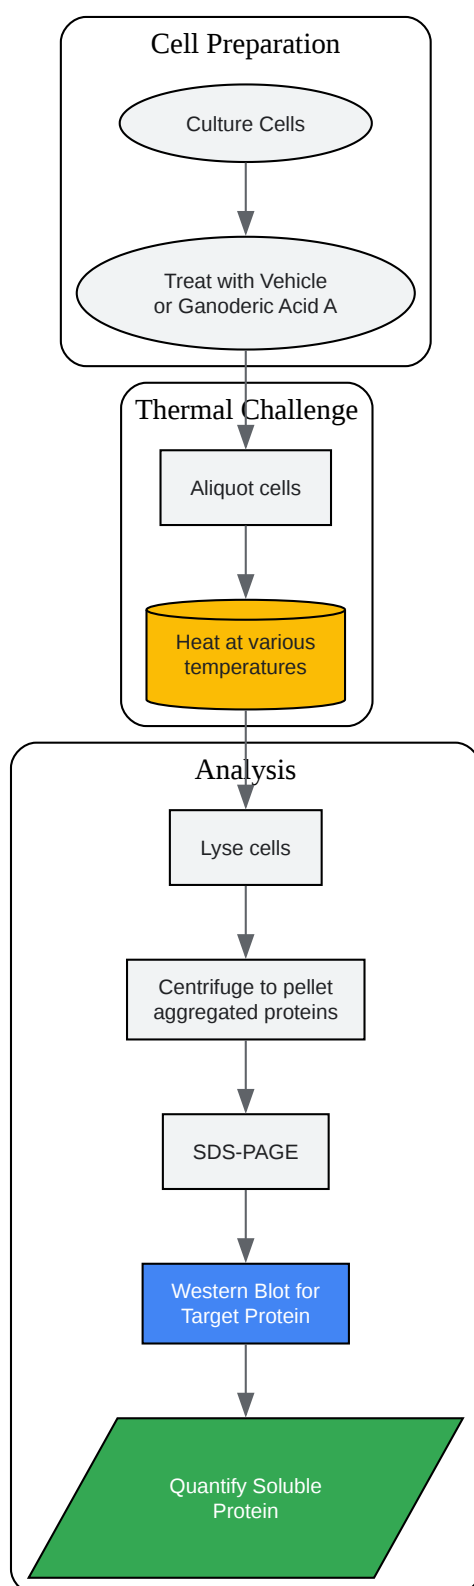 Cell Preparation
Culture Cells
Treat with Vehicle
or Ganoderic Acid A
Thermal Challenge
Aliquot cells
Heat at various
temperatures
Analysis
Lyse cells
Centrifuge to pellet
aggregated proteins
SDS-PAGE
Western Blot for
Target Protein
Quantify Soluble
Protein